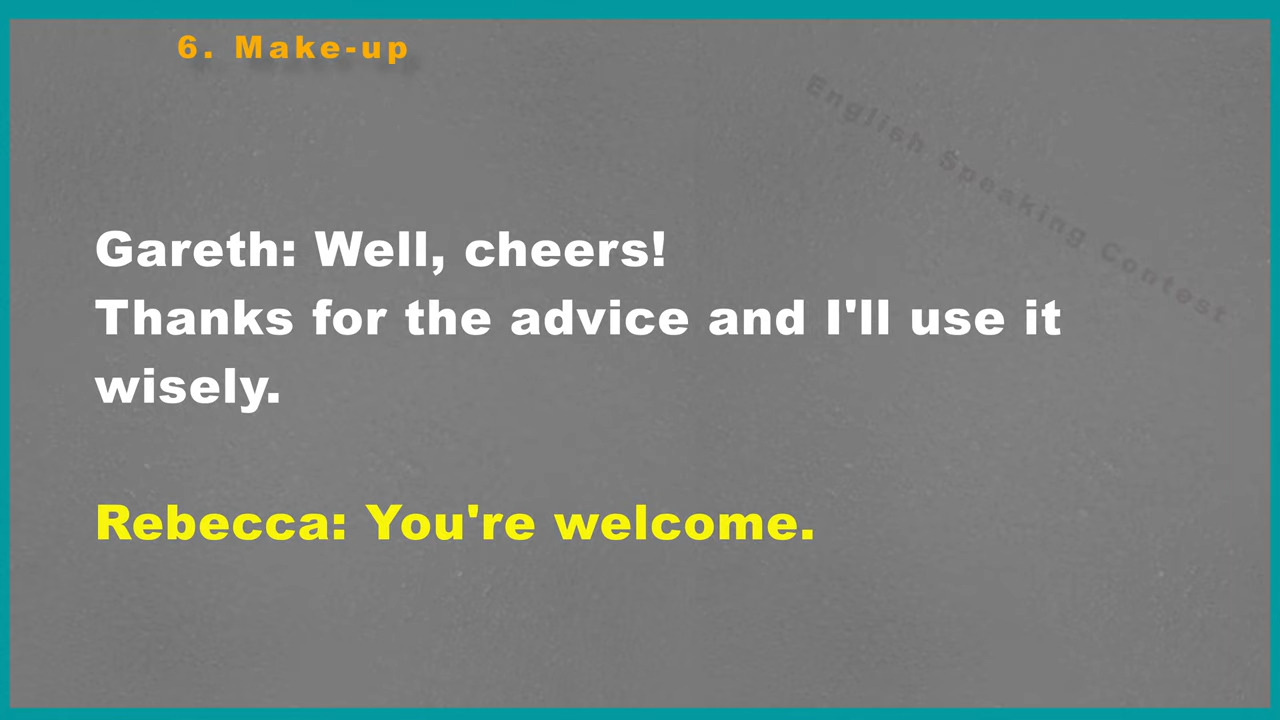 6. Make-up
English Speaking Contest
Gareth: Well, cheers!
Thanks for the advice and I'll use it
wisely.
Rebecca: You're welcome.